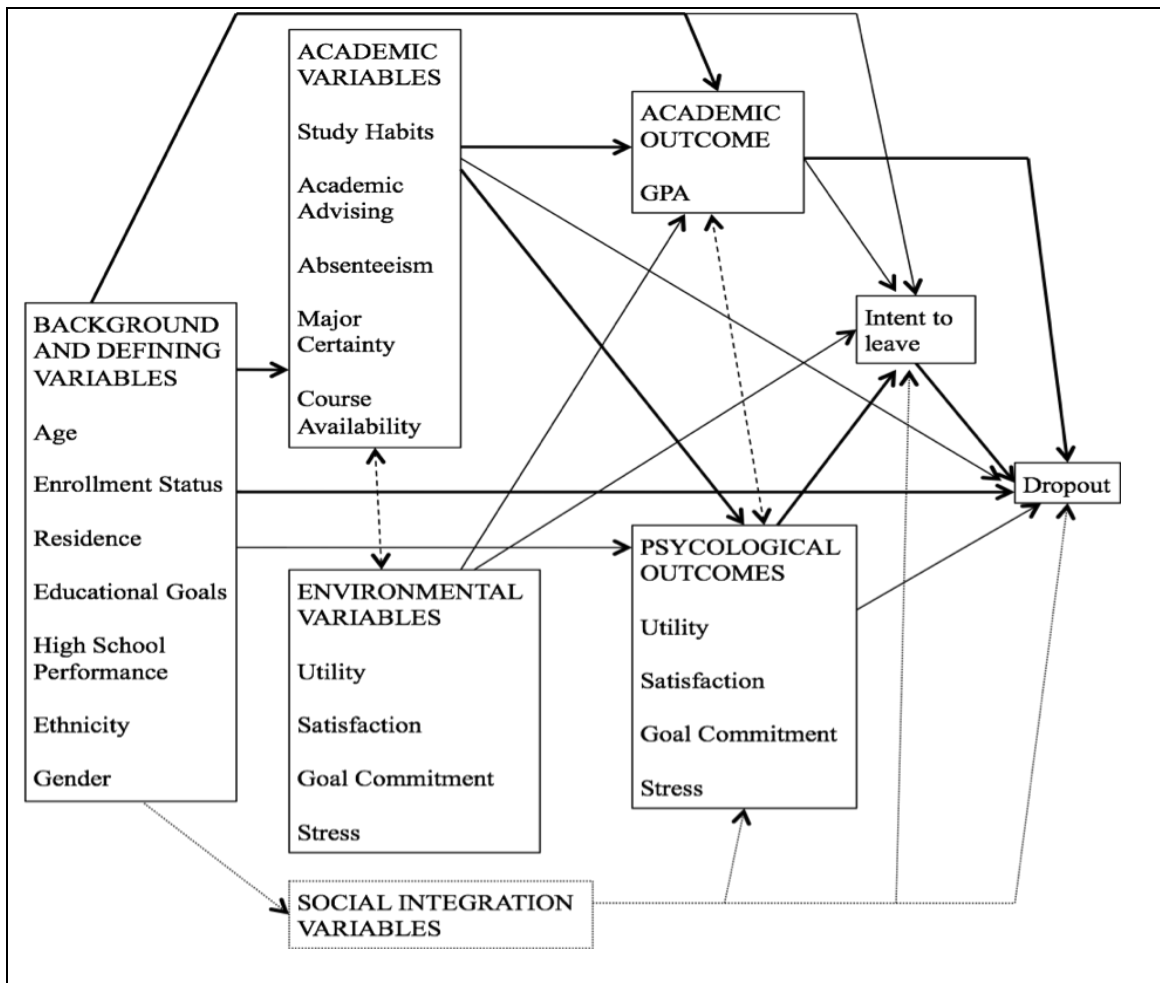 ACADEMIC
VARIABLES
Study Habits
Academic
Advising
Absenteeism
Major
Certainty
Course
Availability
ACADEMIC
OUTCOME
GPA
Intent to
leave
BACKGROUND
AND DEFINING
VARIABLES
Age
Enrollment Status
Residence
Educational Goals
High School
Performance
Ethnicity
Gender
Dropout
ENVIRONMENTAL
VARIABLES
Utility
Satisfaction
Goal Commitment
Stress
PSYCOLOGICAL
OUTCOMES
Utility
Satisfaction
Goal Commitment
Stress
SOCIAL INTEGRATION
VARIABLES